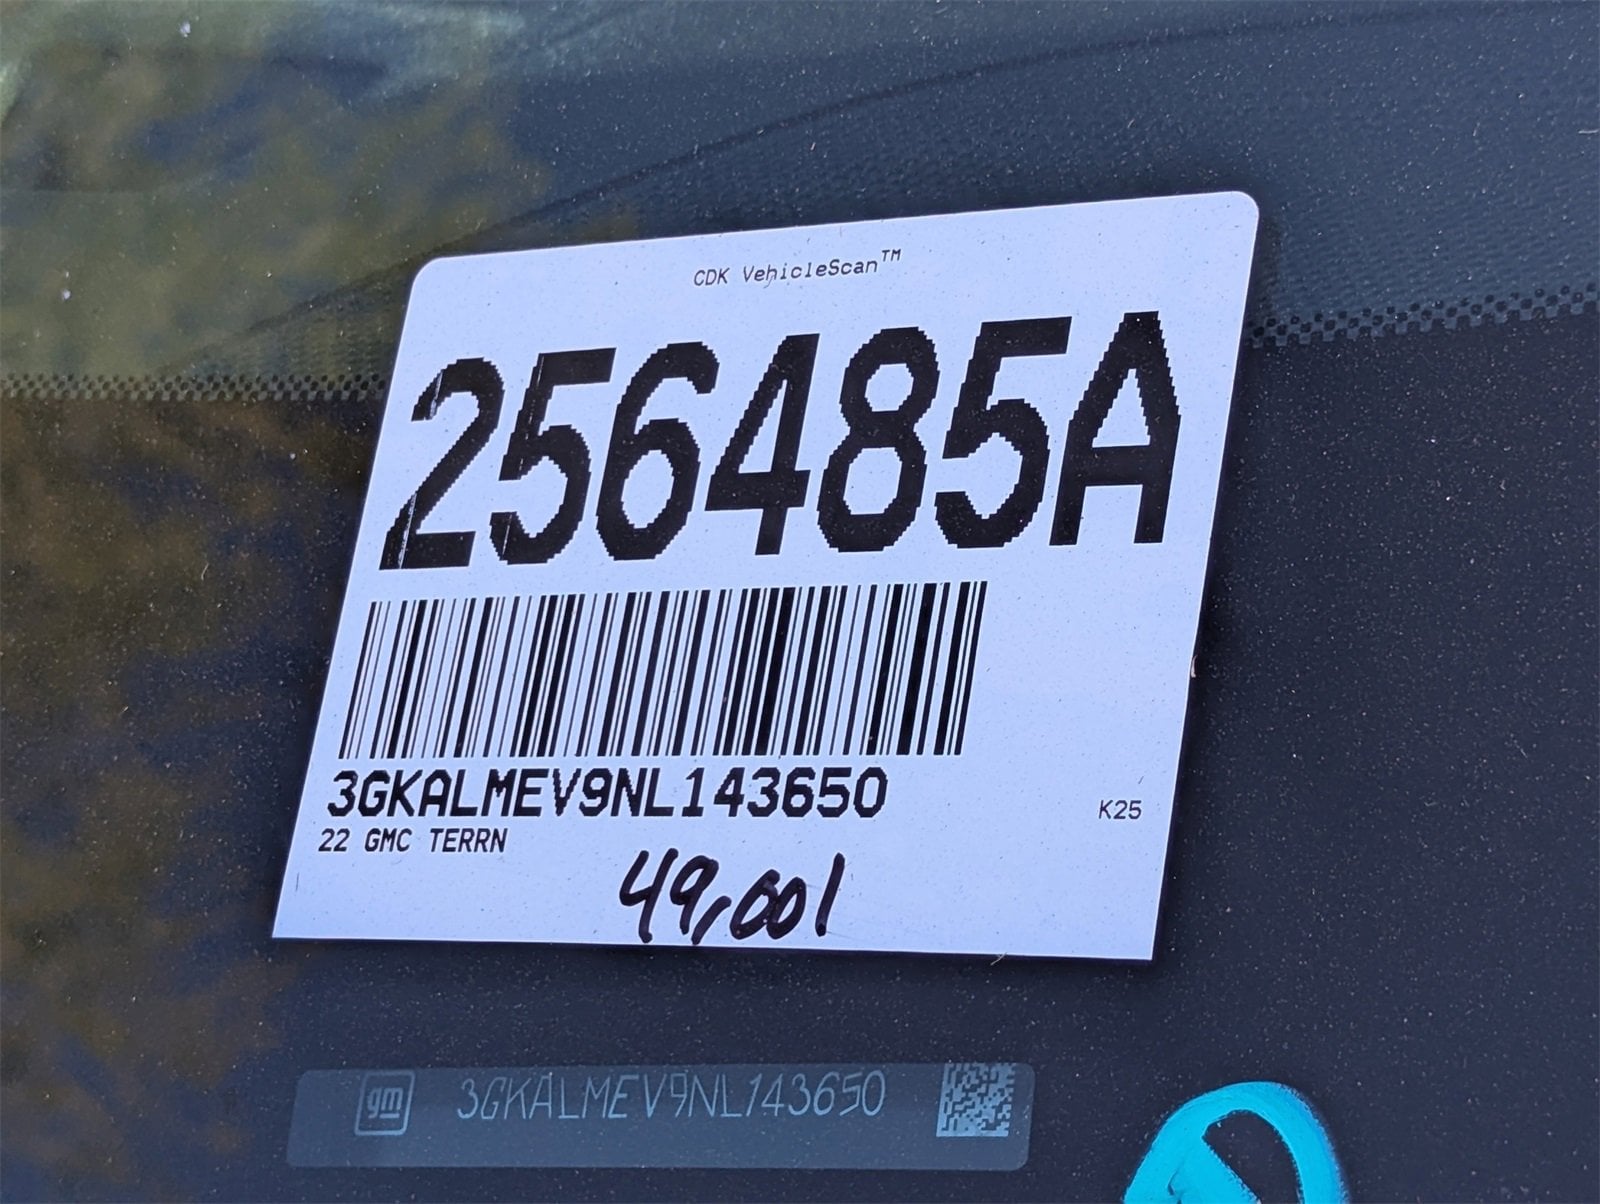 CDK VehicleScan™
256485A
3GKALMEV9NL143650
K25
22 GMC TERRN
49,001
gm 3GKALMEV9NL143650